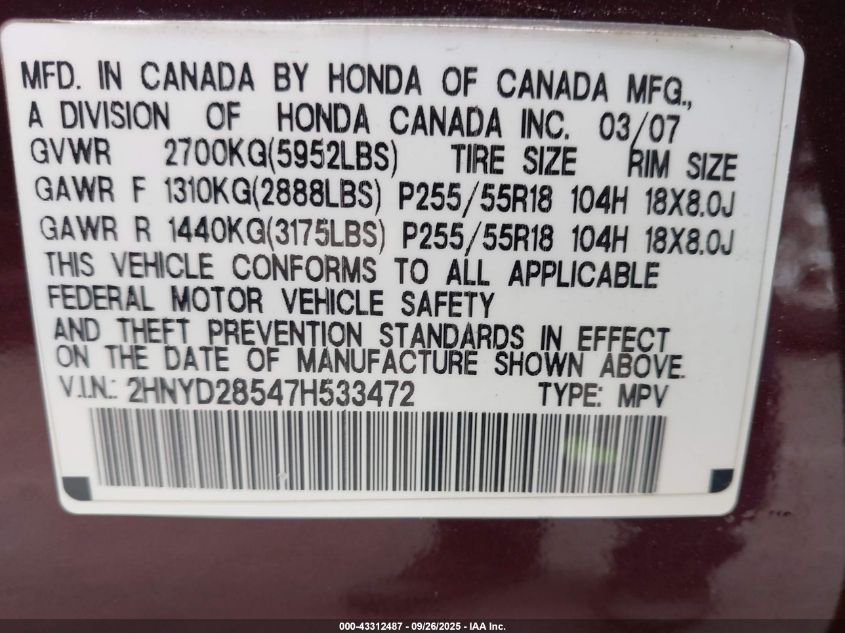 MFD. IN CANADA BY HONDA OF CANADA MFG.,
A DIVISION OF HONDA CANADA INC. 03/07
GVWR 2700KG(5952LBS) TIRE SIZE RIM SIZE
GAWR F 1310KG(2888LBS) P255/55R18 104H 18X8.0J
GAWR R 1440KG(3175LBS) P255/55R18 104H 18X8.0J
THIS VEHICLE CONFORMS TO ALL APPLICABLE
FEDERAL MOTOR VEHICLE SAFETY
AND THEFT PREVENTION STANDARDS IN EFFECT
ON THE DATE OF MANUFACTURE SHOWN ABOVE.
V.I.N.: 2HNYD28547H533472 TYPE: MPV
000-43312487 - 09/26/2025 - IAA Inc.